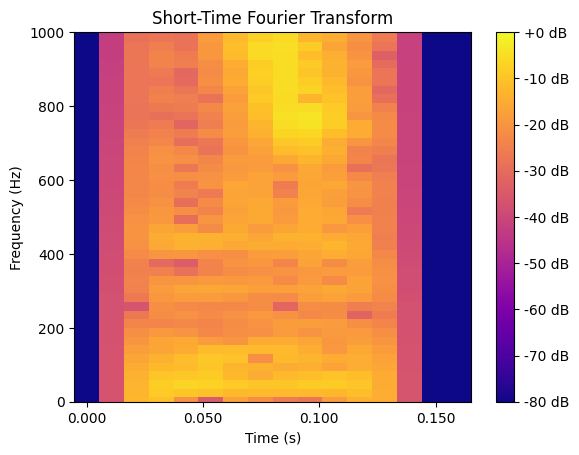 Short-Time Fourier Transform
1000
800
600
400
200
0
Frequency (Hz)
0.000
0.050
0.100
0.150
Time (s)
+0 dB
-10 dB
-20 dB
-30 dB
-40 dB
-50 dB
-60 dB
-70 dB
-80 dB